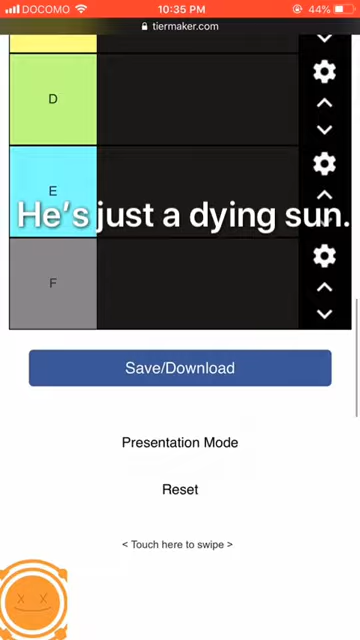 DOCOMO 10:35 PM 44%
tiermaker.com
D
E
He's just a dying sun.
F
Save/Download
Presentation Mode
Reset
< Touch here to swipe >